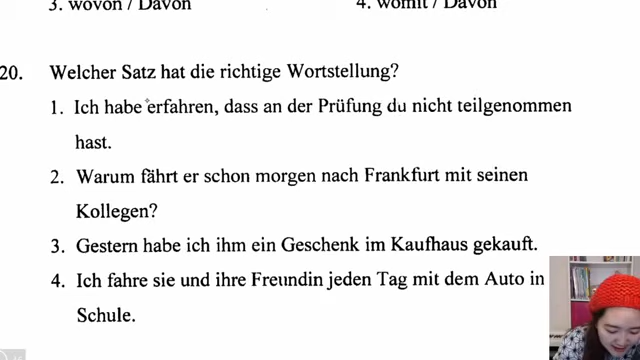 3. wovon / Davon 4. womit / Davon
20. Welcher Satz hat die richtige Wortstellung?
1. Ich habe erfahren, dass an der Prüfung du nicht teilgenommen
hast.
2. Warum fährt er schon morgen nach Frankfurt mit seinen
Kollegen?
3. Gestern habe ich ihm ein Geschenk im Kaufhaus gekauft.
4. Ich fahre sie und ihre Freundin jeden Tag mit dem Auto in
Schule.